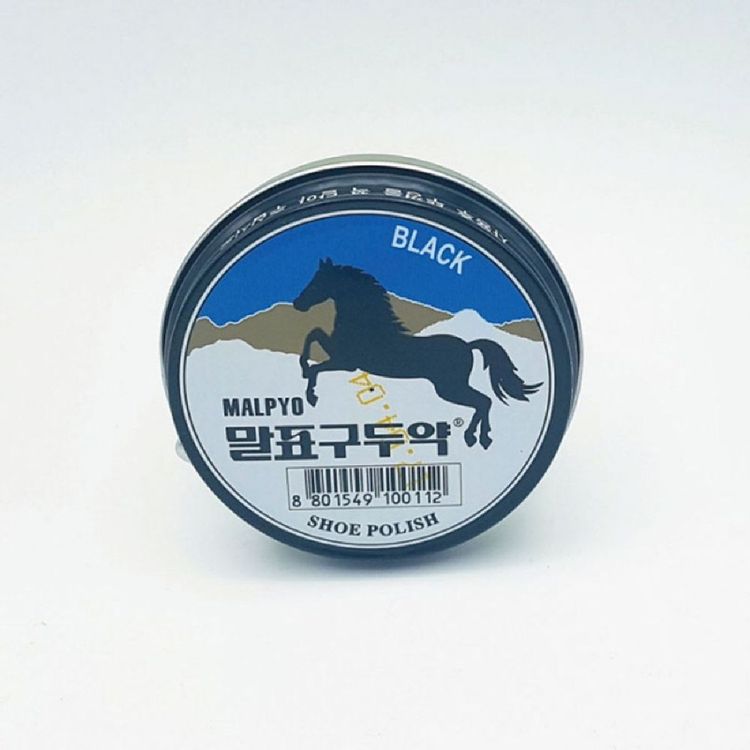 BLACK
MALPYO
말표구두약®
8 801549 100112
SHOE POLISH